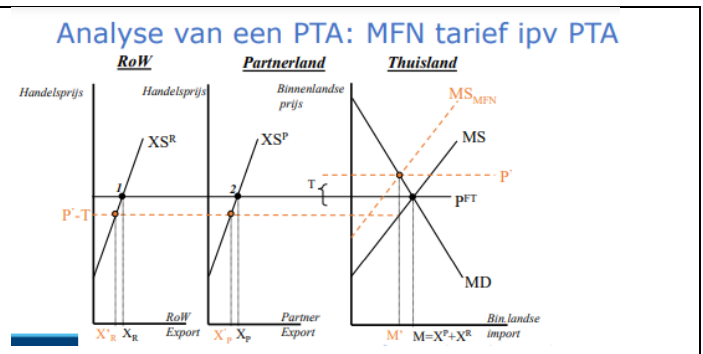 Analyse van een PTA: MFN tarief ipv PTA
RoW
Partnerland
Thuisland
Handelsprijs
Handelsprijs
Binnenlandse
prijs
MS_MFN
XS^R
XS^P
MS
P'
1
2
T
P^FT
P'-T
MD
RoW
Export
Partner
Export
Bin.landse
import
X'_R X_R
X'_P X_P
M' M=X^P+X^R